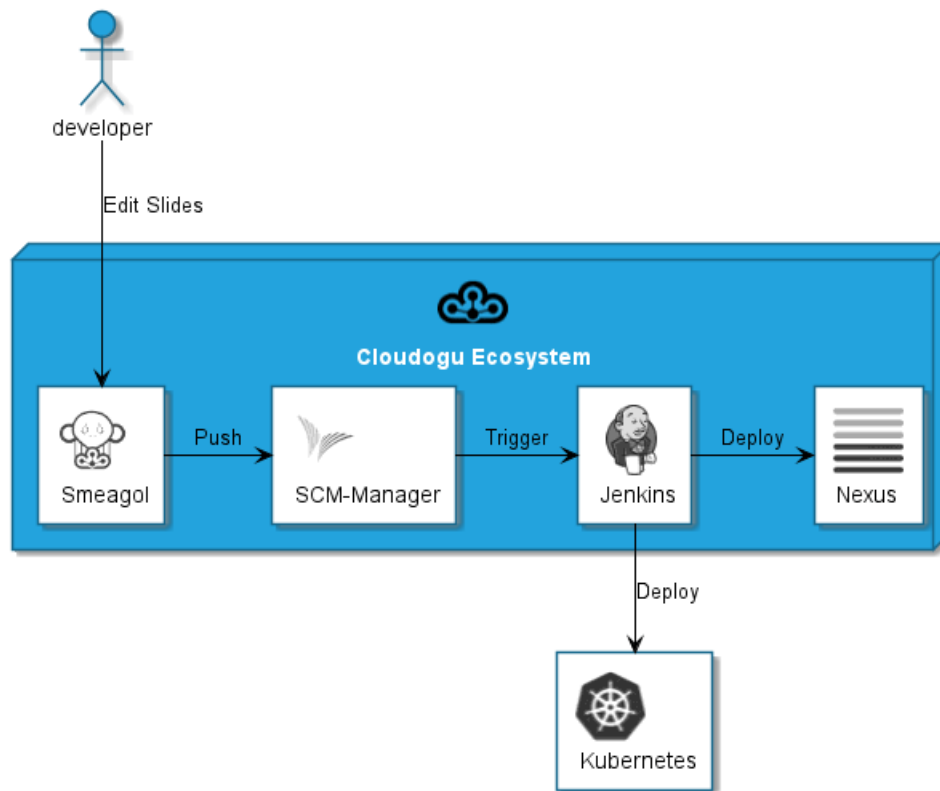 developer
Edit Slides
Cloudogu Ecosystem
Smeagol
Push
SCM-Manager
Trigger
Jenkins
Deploy
Nexus
Deploy
Kubernetes